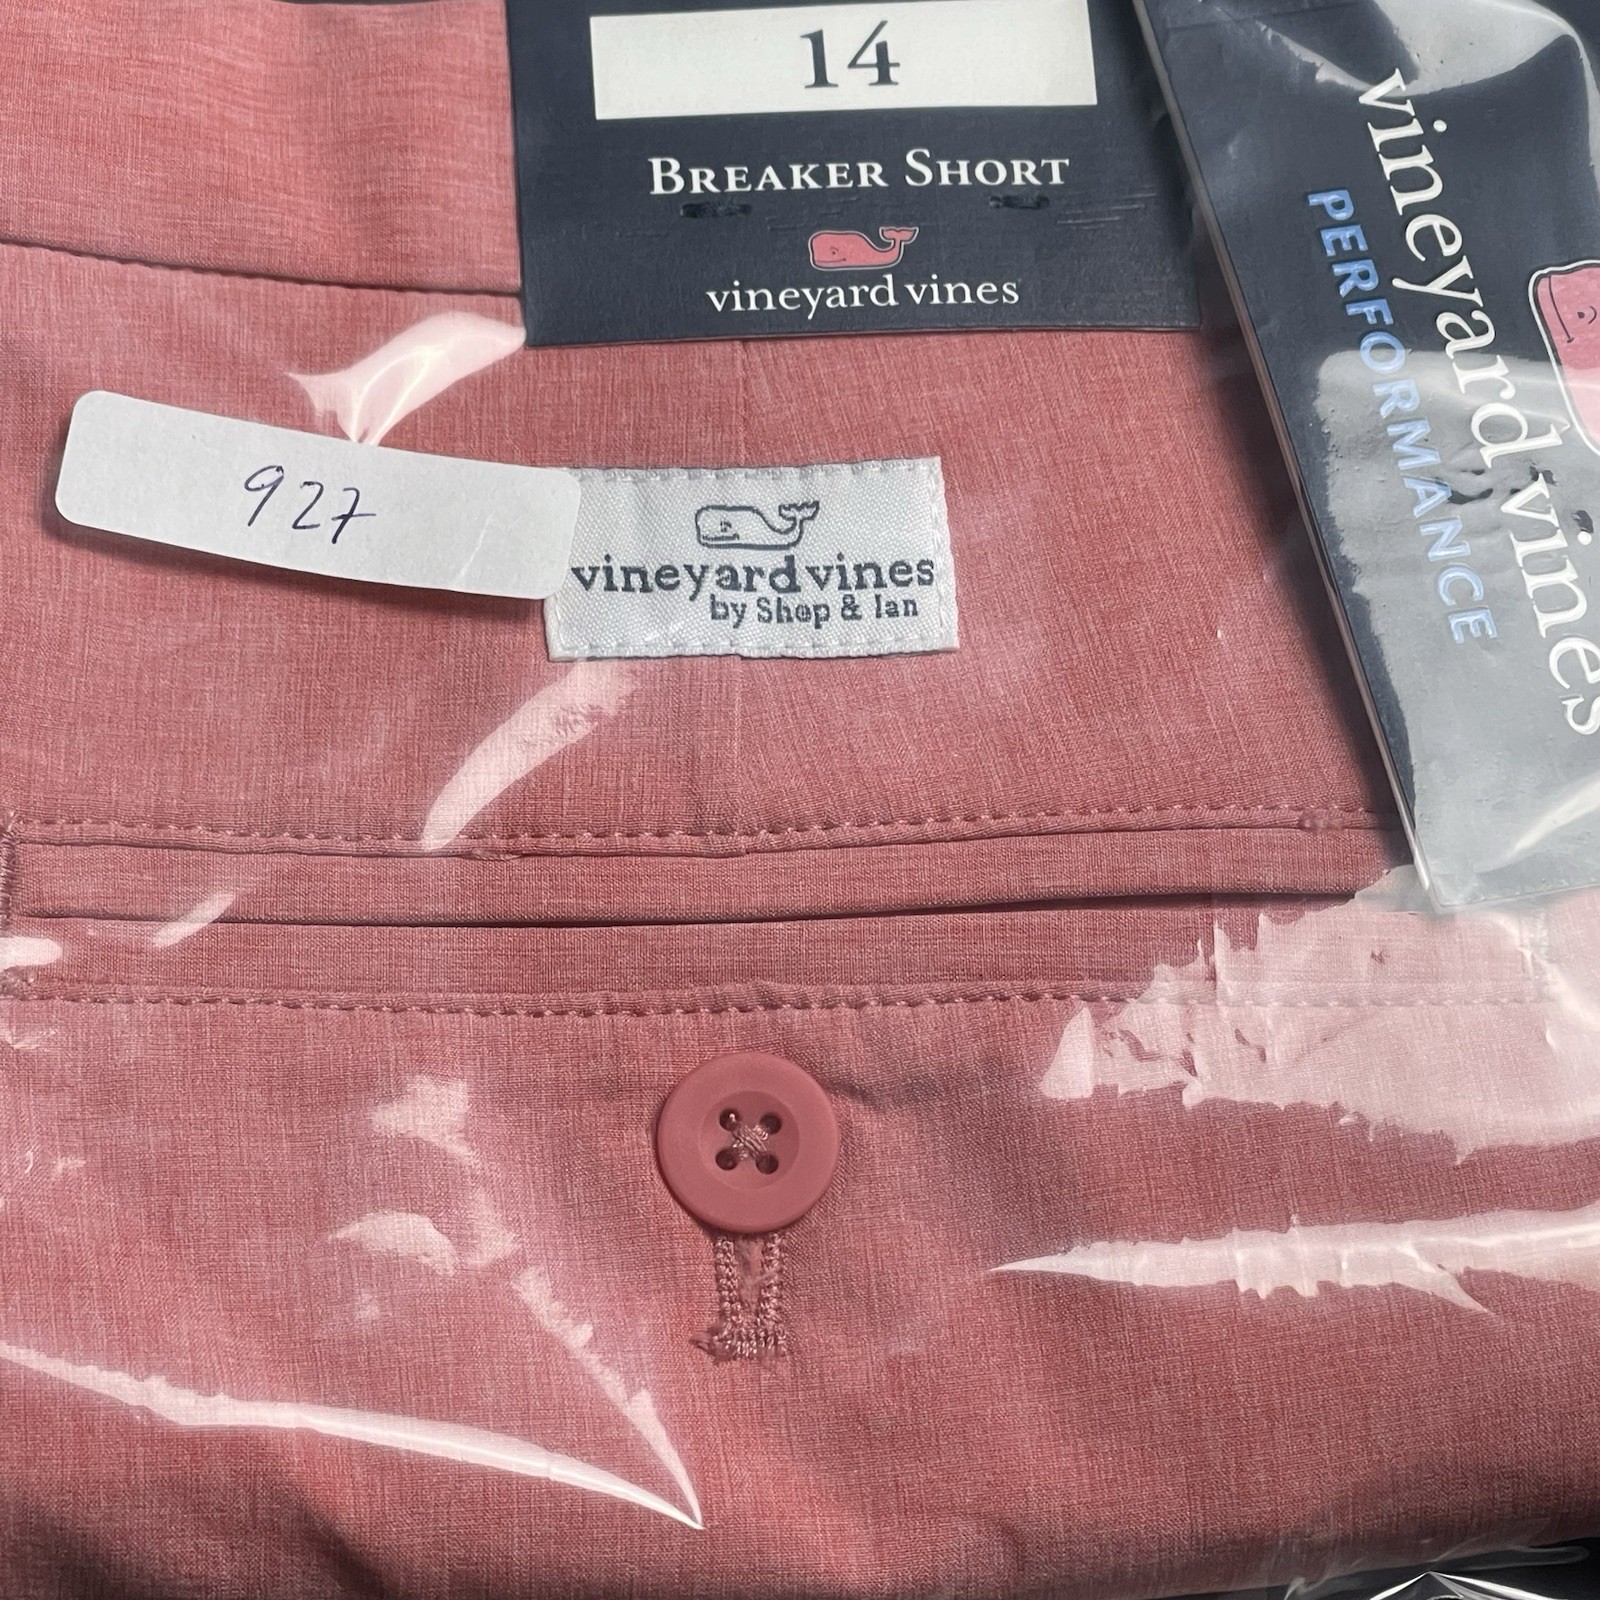 14
BREAKER SHORT
vineyard vines
vineyard vines
PERFORMANCE
927
vineyard vines
by Shep & Ian